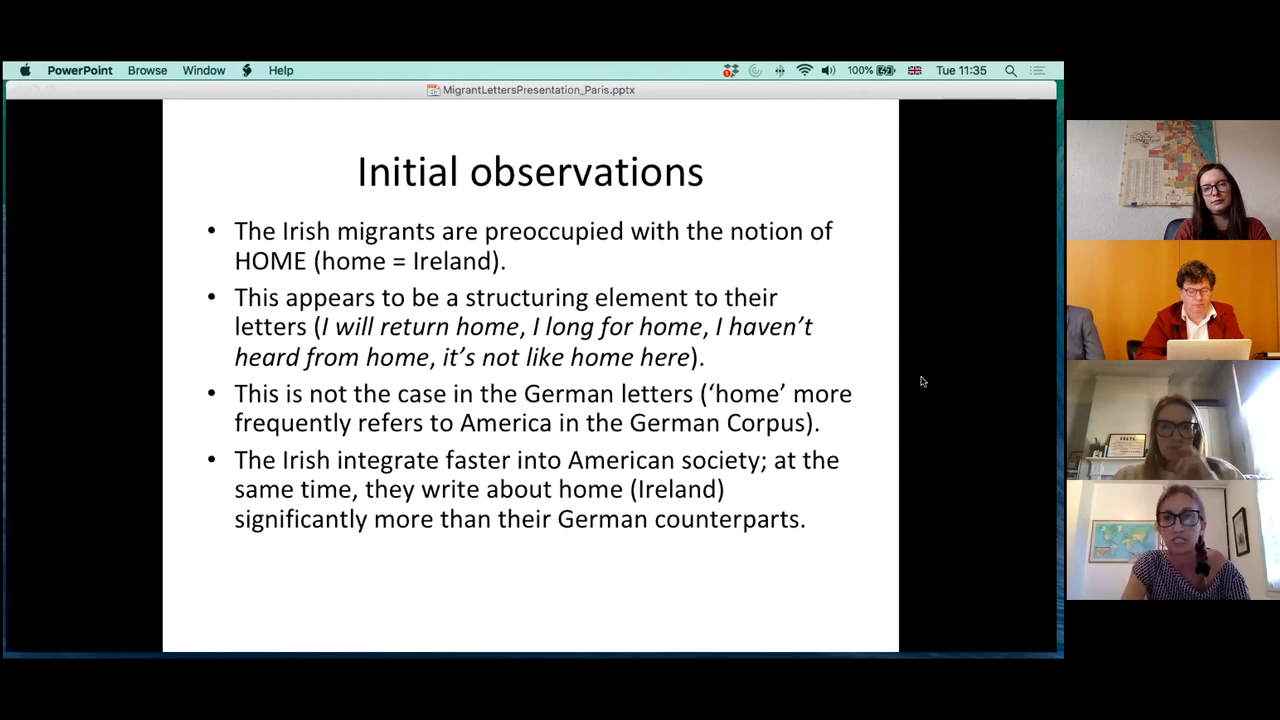 PowerPoint Browse Window Help 100% Tue 11:35
MigrantLettersPresentation_Paris.pptx
Initial observations
• The Irish migrants are preoccupied with the notion of
HOME (home = Ireland).
• This appears to be a structuring element to their
letters (I will return home, I long for home, I haven’t
heard from home, it’s not like home here).
• This is not the case in the German letters (‘home’ more
frequently refers to America in the German Corpus).
• The Irish integrate faster into American society; at the
same time, they write about home (Ireland)
significantly more than their German counterparts.